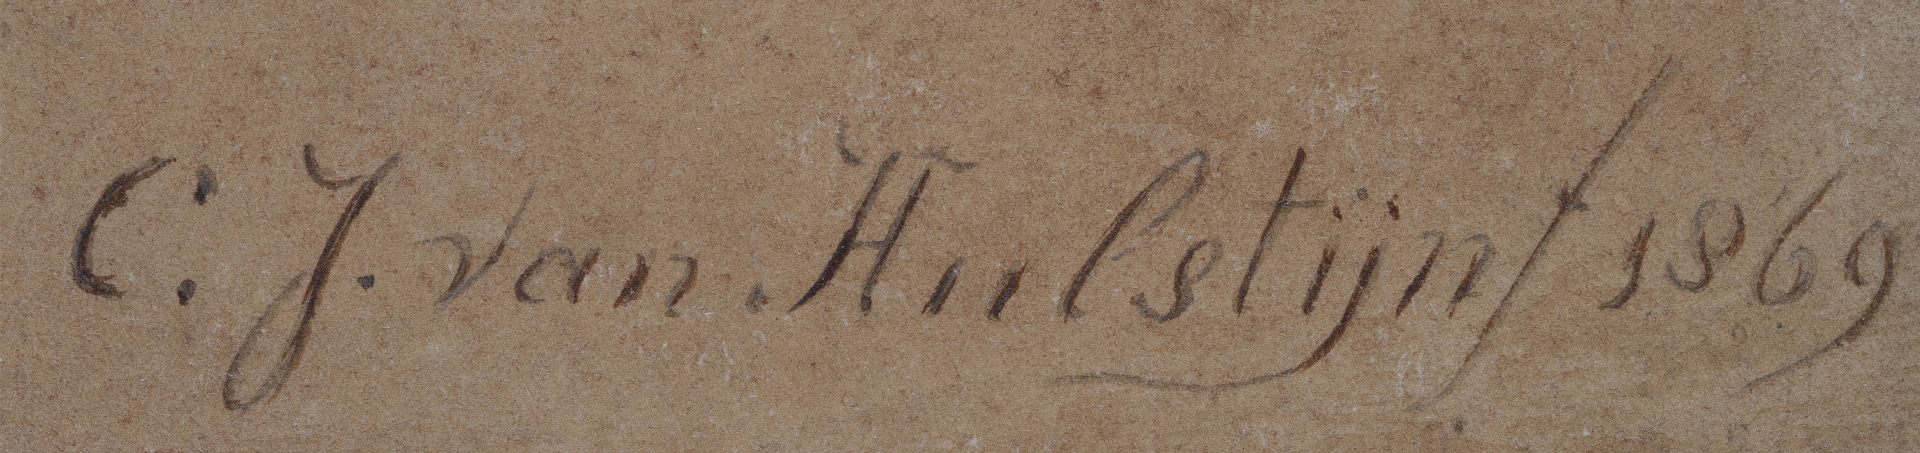 C. J. van Hulstijn/1869